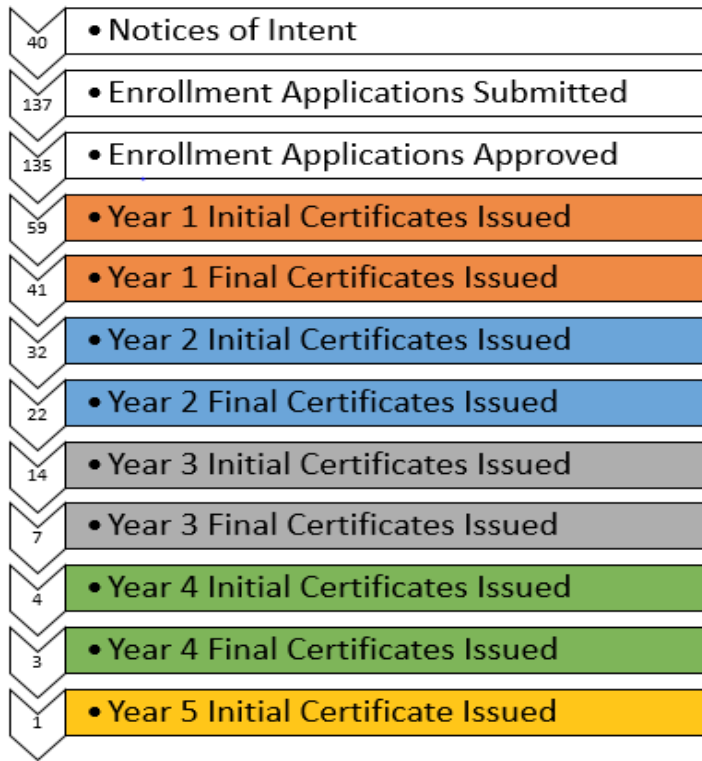 40 • Notices of Intent
137 • Enrollment Applications Submitted
135 • Enrollment Applications Approved
59 • Year 1 Initial Certificates Issued
41 • Year 1 Final Certificates Issued
32 • Year 2 Initial Certificates Issued
22 • Year 2 Final Certificates Issued
14 • Year 3 Initial Certificates Issued
7 • Year 3 Final Certificates Issued
4 • Year 4 Initial Certificates Issued
3 • Year 4 Final Certificates Issued
1 • Year 5 Initial Certificate Issued